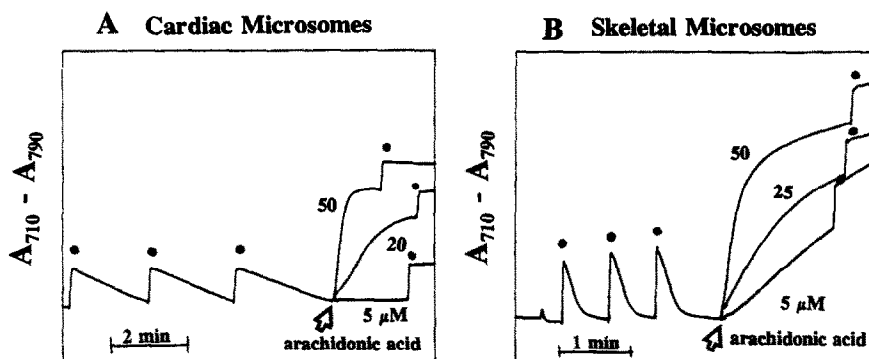 A Cardiac Microsomes
A710 - A790
50
20
5 µM
2 min
arachidonic acid
B Skeletal Microsomes
A710 - A790
50
25
5 µM
1 min
arachidonic acid